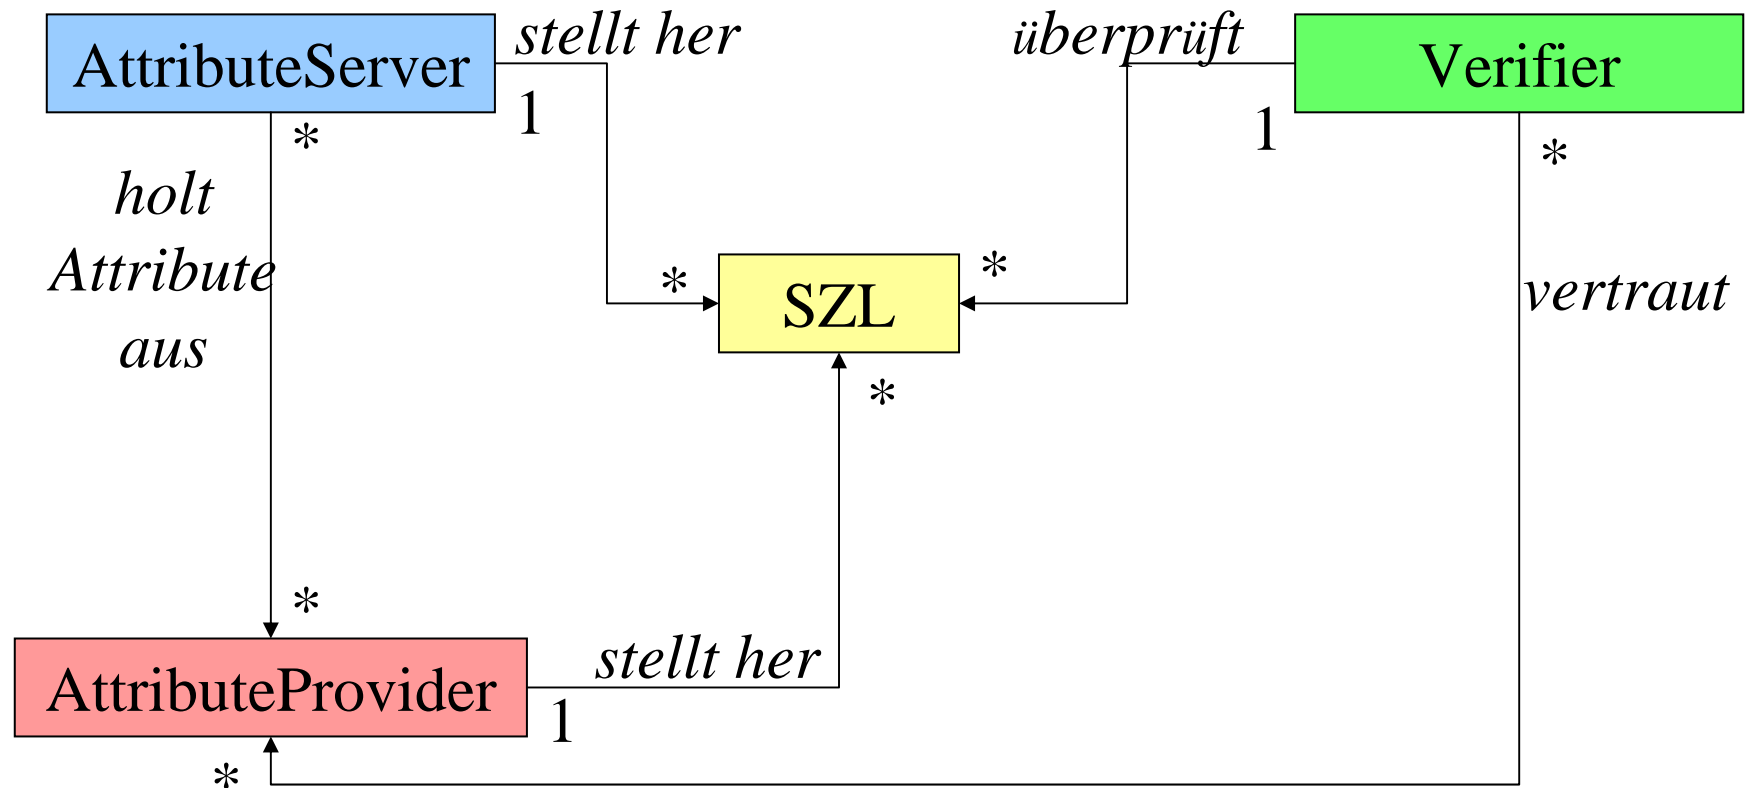 AttributeServer
stellt her
überprüft
Verifier
1
1
*
*
holt
Attribute
aus
*
*
SZL
vertraut
*
*
AttributeProvider
stellt her
1
*